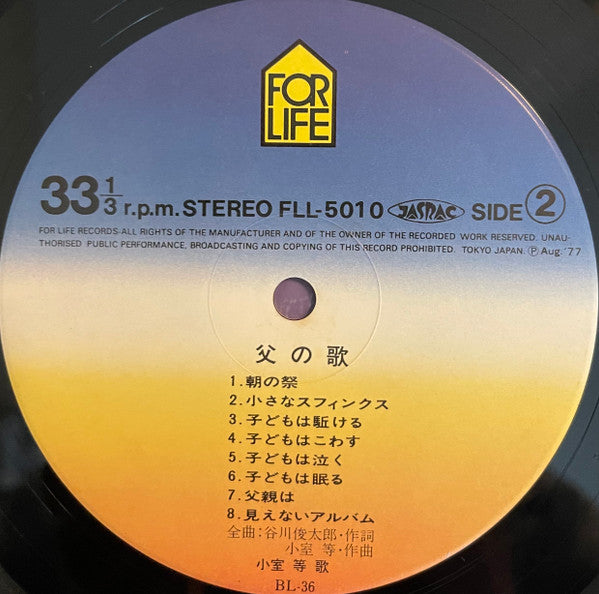 FOR
LIFE
33 1/3 r.p.m. STEREO FLL-5010 JASRAC SIDE 2
FOR LIFE RECORDS-ALL RIGHTS OF THE MANUFACTURER AND OF THE OWNER OF THE RECORDED WORK RESERVED. UNAU-
THORISED PUBLIC PERFORMANCE, BROADCASTING AND COPYING OF THIS RECORD PROHIBITED. TOKYO JAPAN. Ⓟ Aug. '77
父の歌
1.朝の祭
2.小さなスフィンクス
3.子どもは駈ける
4.子どもはこわす
5.子どもは泣く
6.子どもは眠る
7.父親は
8.見えないアルバム
全曲:谷川俊太郎・作詞
小室 等・作曲
小室 等 歌
BL-36